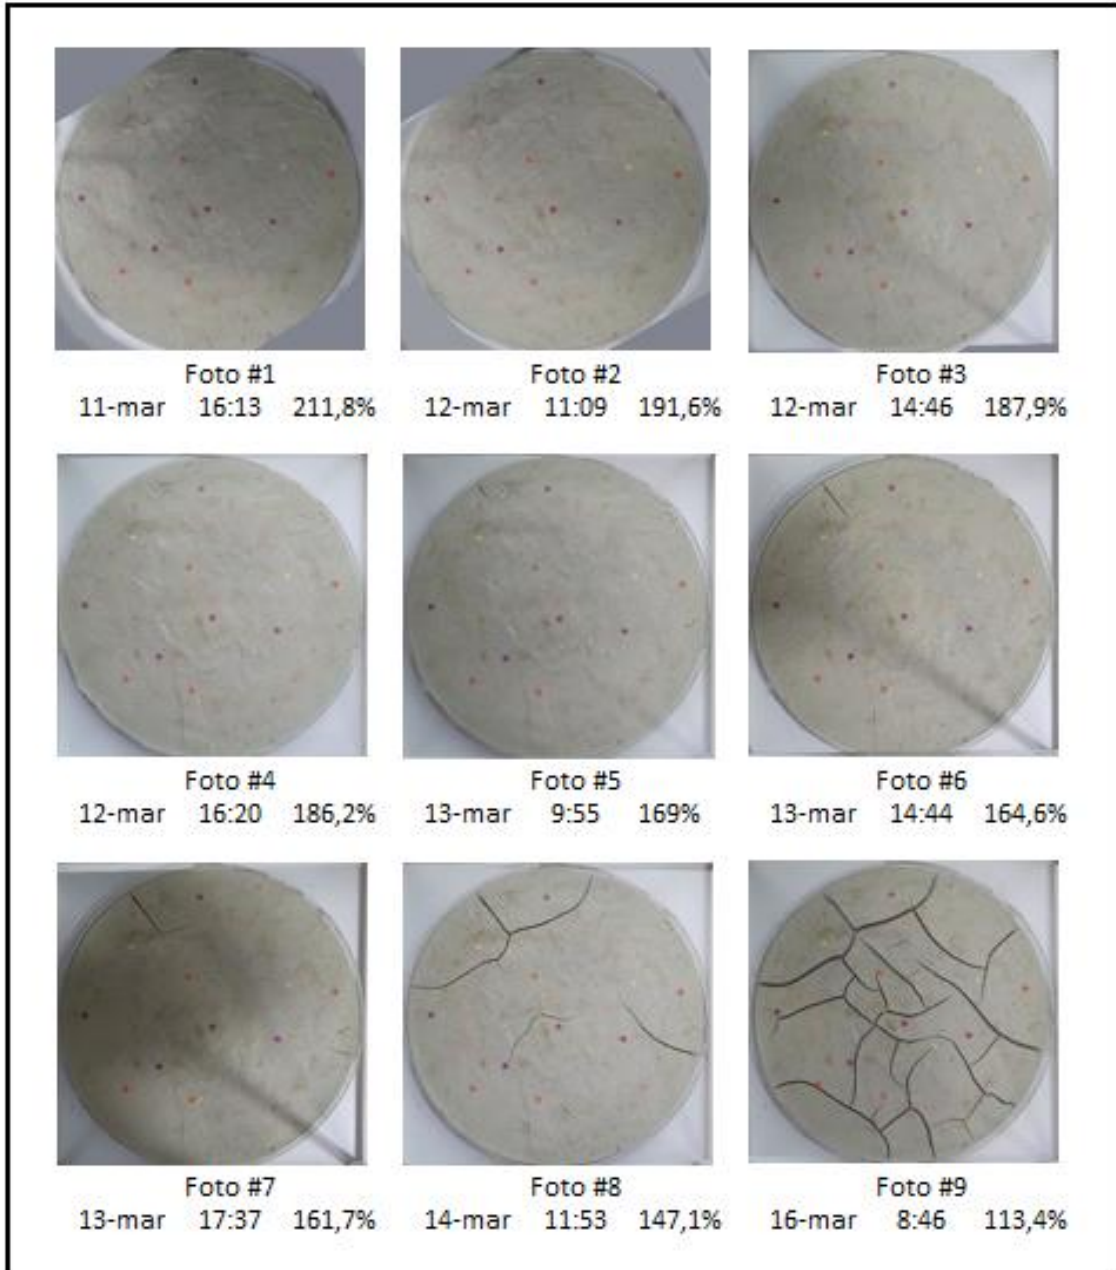 Foto #1
11-mar 16:13 211,8%
Foto #2
12-mar 11:09 191,6%
Foto #3
12-mar 14:46 187,9%
Foto #4
12-mar 16:20 186,2%
Foto #5
13-mar 9:55 169%
Foto #6
13-mar 14:44 164,6%
Foto #7
13-mar 17:37 161,7%
Foto #8
14-mar 11:53 147,1%
Foto #9
16-mar 8:46 113,4%